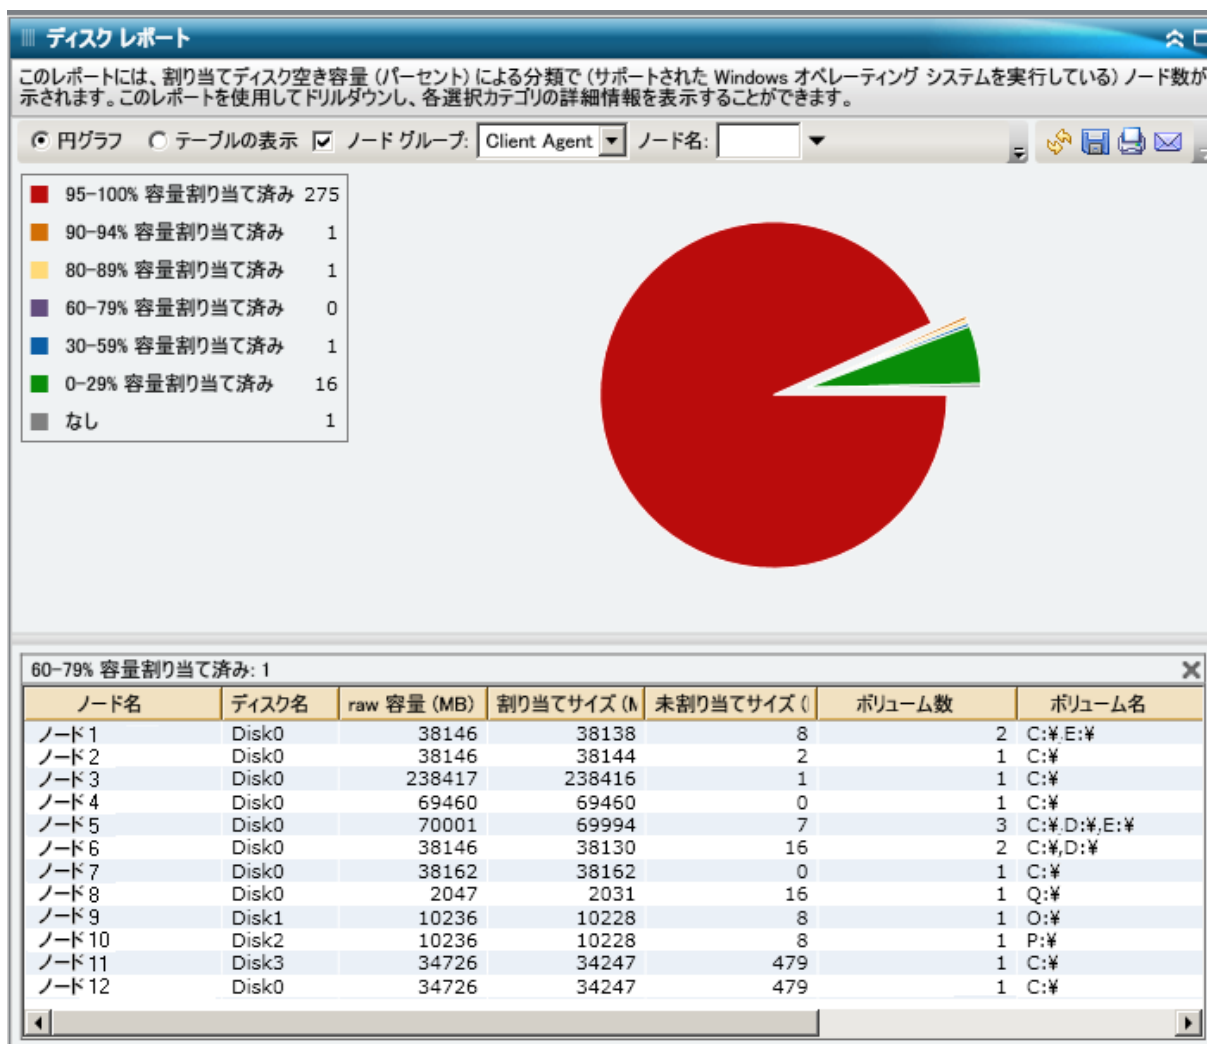 ディスク レポート
このレポートには、割り当てディスク空き容量 (パーセント) による分類で (サポートされた Windows オペレーティング システムを実行している) ノード数が
示されます。このレポートを使用してドリルダウンし、各選択カテゴリの詳細情報を表示することができます。
円グラフ テーブルの表示 ノード グループ: Client Agent ノード名:
95-100% 容量割り当て済み 275
90-94% 容量割り当て済み 1
80-89% 容量割り当て済み 1
60-79% 容量割り当て済み 0
30-59% 容量割り当て済み 1
0-29% 容量割り当て済み 16
なし 1
60-79% 容量割り当て済み: 1
ノード名 ディスク名 raw 容量 (MB) 割り当てサイズ (M 未割り当てサイズ ( ボリューム数 ボリューム名
ノード1 Disk0 38146 38138 8 2 C:¥,E:¥
ノード2 Disk0 38146 38144 2 1 C:¥
ノード3 Disk0 238417 238416 1 1 C:¥
ノード4 Disk0 69460 69460 0 1 C:¥
ノード5 Disk0 70001 69994 7 3 C:¥,D:¥,E:¥
ノード6 Disk0 38146 38130 16 2 C:¥,D:¥
ノード7 Disk0 38162 38162 0 1 C:¥
ノード8 Disk0 2047 2031 16 1 Q:¥
ノード9 Disk1 10236 10228 8 1 O:¥
ノード10 Disk2 10236 10228 8 1 P:¥
ノード11 Disk3 34726 34247 479 1 C:¥
ノード12 Disk0 34726 34247 479 1 C:¥